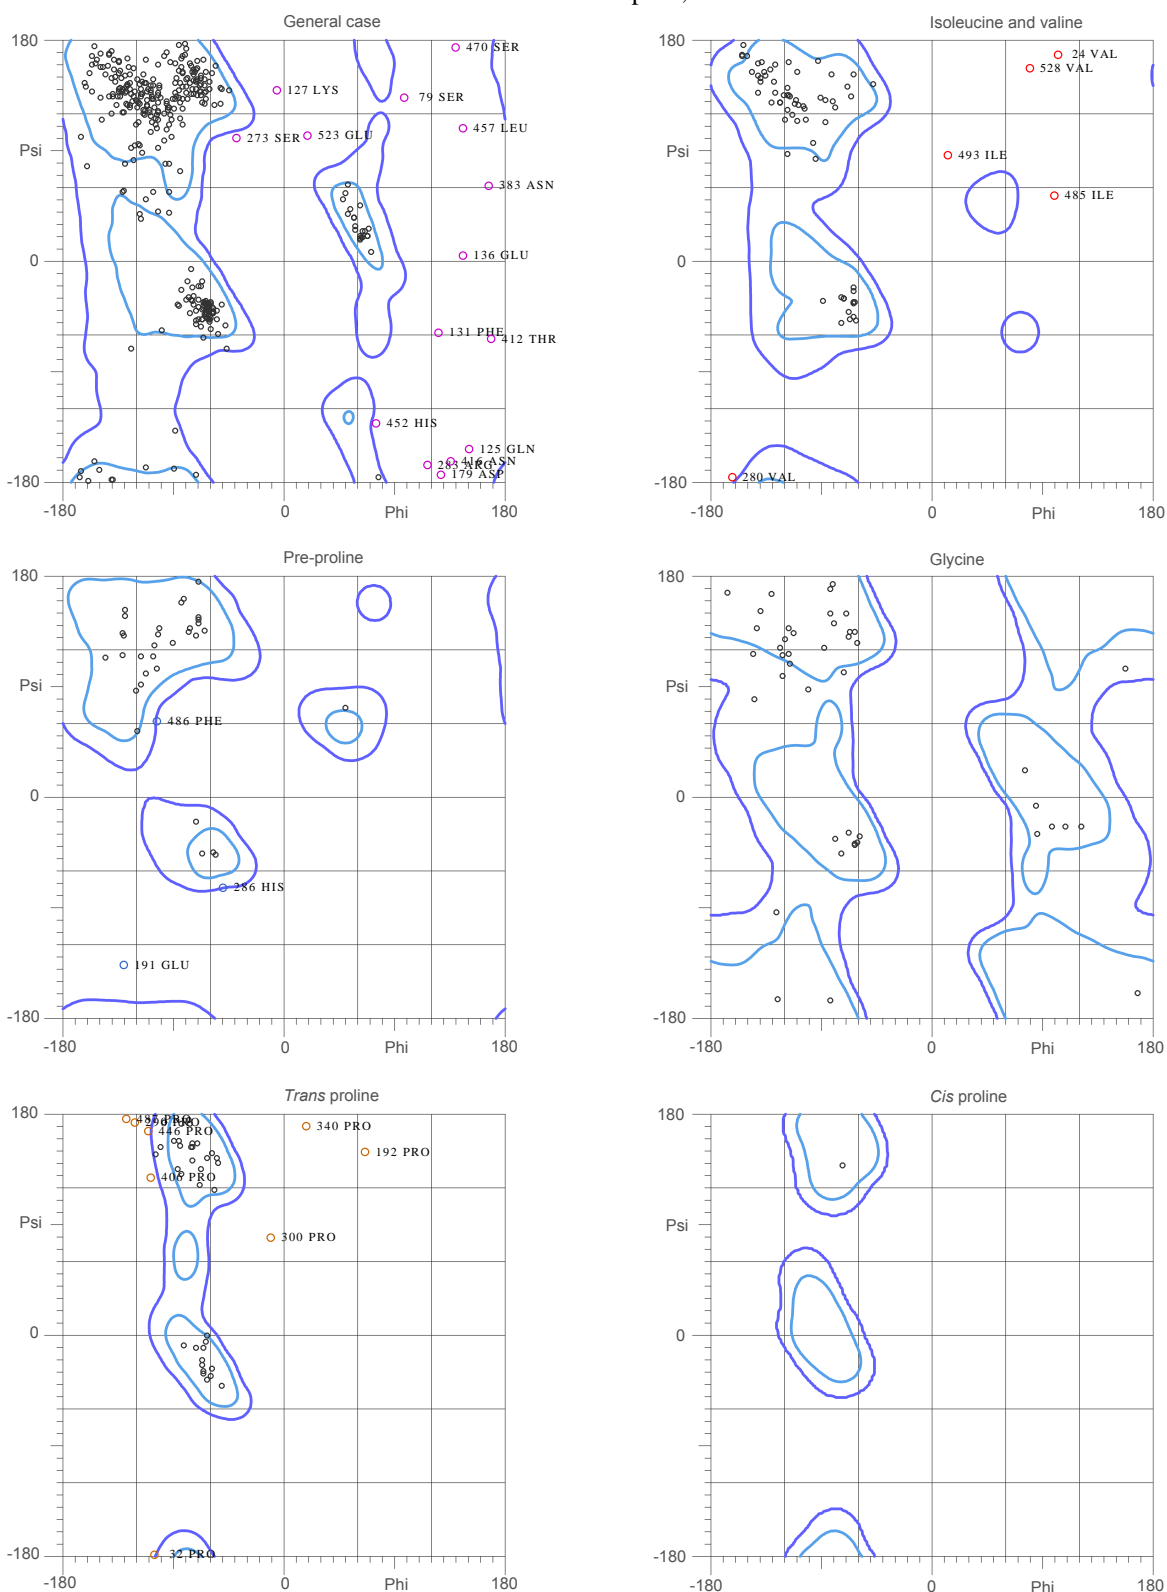 General case
180
470 SER
127 LYS
79 SER
457 LEU
273 SER
523 GLU
Psi
383 ASN
0
136 GLU
131 PHE
412 THR
452 HIS
125 GLN
416 ASN
283 ARG
179 ASP
-180
-180
0
Phi
180
Isoleucine and valine
180
24 VAL
528 VAL
Psi
493 ILE
485 ILE
0
280 VAL
-180
-180
0
Phi
180
Pre-proline
180
Psi
486 PHE
0
286 HIS
191 GLU
-180
-180
0
Phi
180
Glycine
180
Psi
0
-180
-180
0
Phi
180
Trans proline
180
487 PRO
PRO
446 PRO
340 PRO
192 PRO
406 PRO
Psi
300 PRO
0
32 PRO
-180
-180
0
Phi
180
Cis proline
180
Psi
0
-180
-180
0
Phi
180